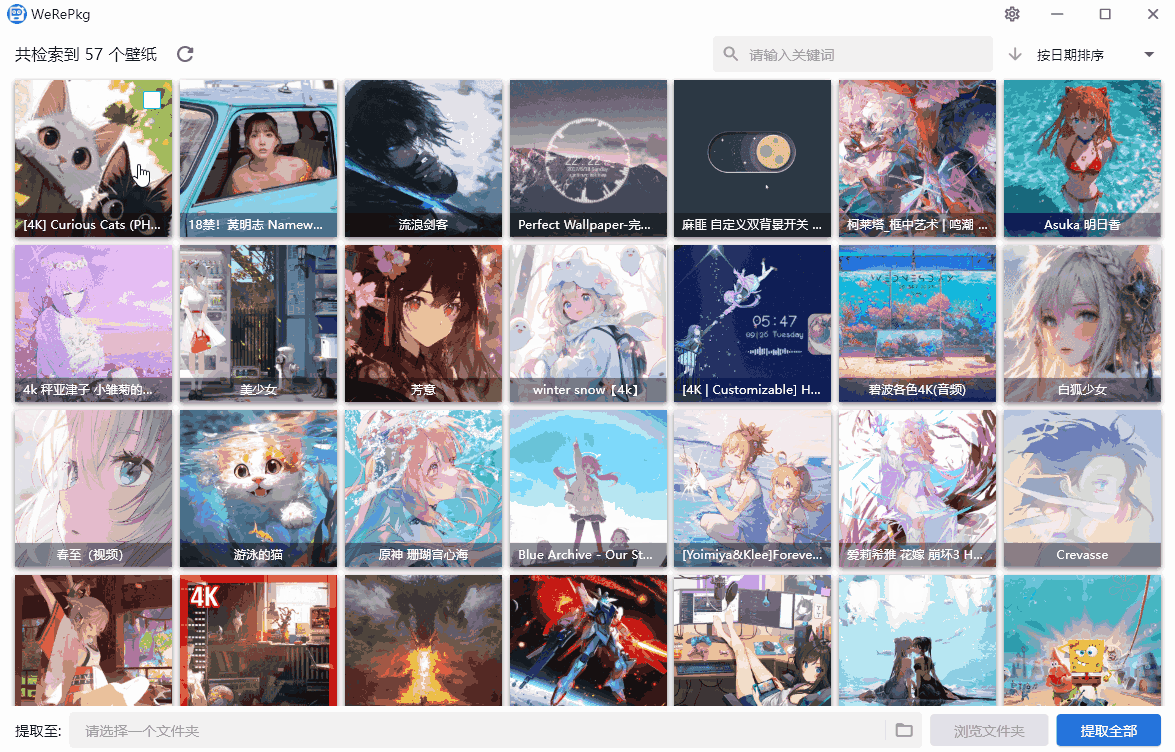 WeRePkg
共检索到 57 个壁纸
请输入关键词
按日期排序
[4K] Curious Cats (PH...
18禁！黃明志 Namew...
流浪剑客
Perfect Wallpaper-完...
麻匪 自定义双背景开关 ...
柯莱塔_框中艺术 | 鸣潮 ...
Asuka 明日香
4k 秤亚津子 小雏菊的...
美少女
芳意
winter snow【4k】
05:47
09|26 Tuesday
[4K | Customizable] H...
碧波各色4K(音频)
白狐少女
春至（视频）
游泳的猫
原神 珊瑚宫心海
Blue Archive - Our St...
[Yoimiya&Klee]Foreve...
爱莉希雅 花嫁 崩坏3 H...
Crevasse
4K
提取至:
请选择一个文件夹
浏览文件夹
提取全部